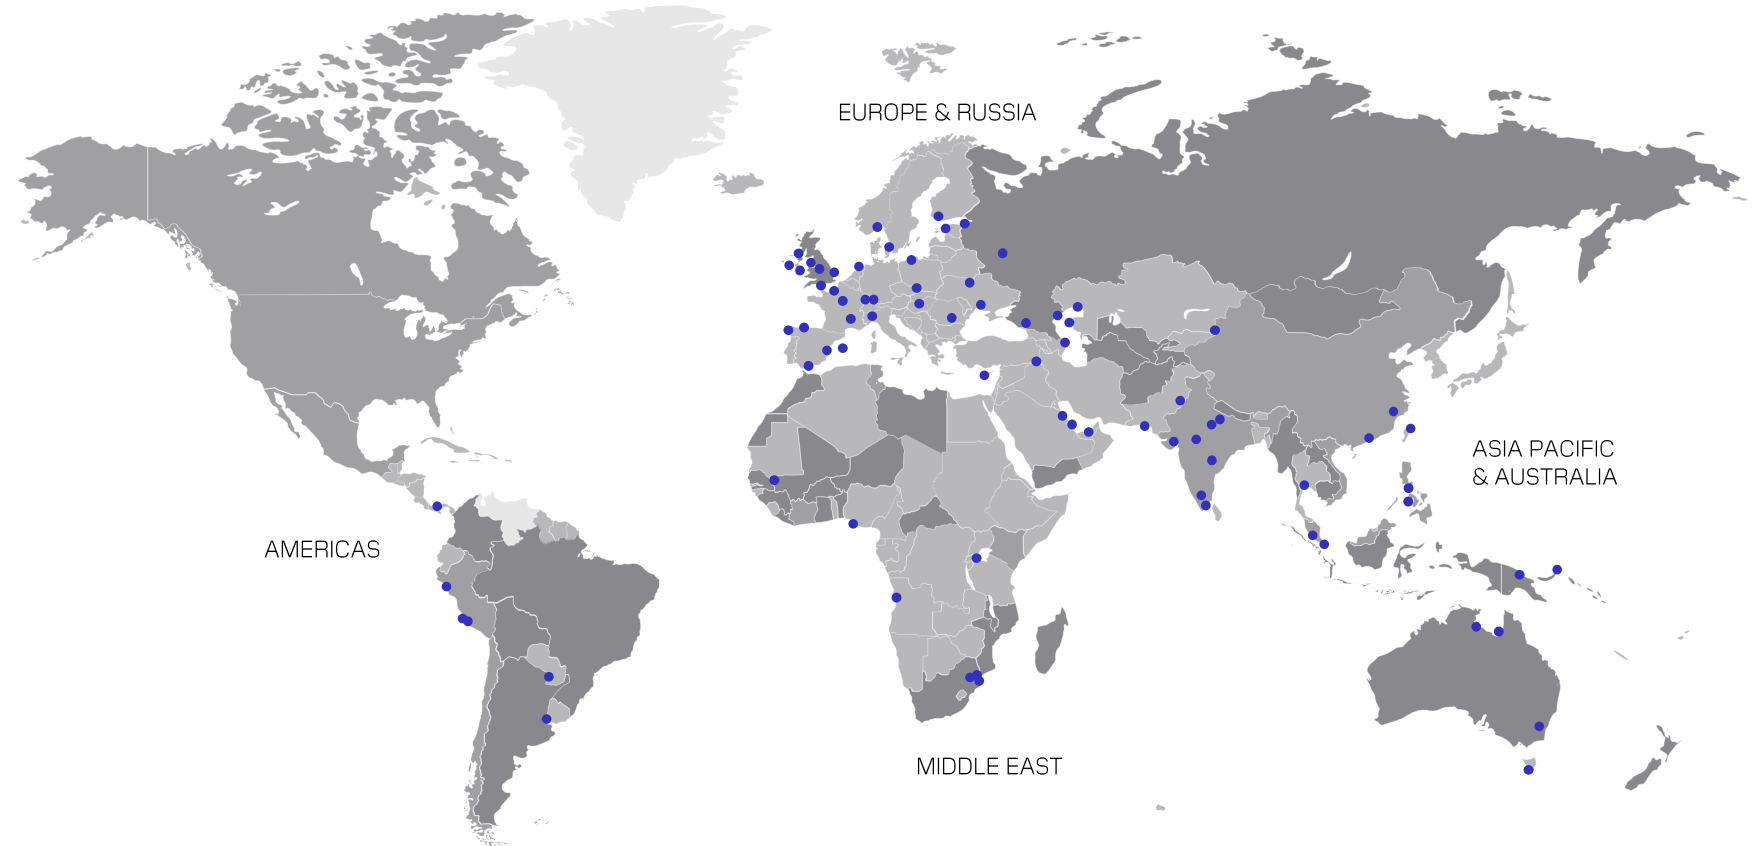 EUROPE & RUSSIA
ASIA PACIFIC
& AUSTRALIA
AMERICAS
MIDDLE EAST